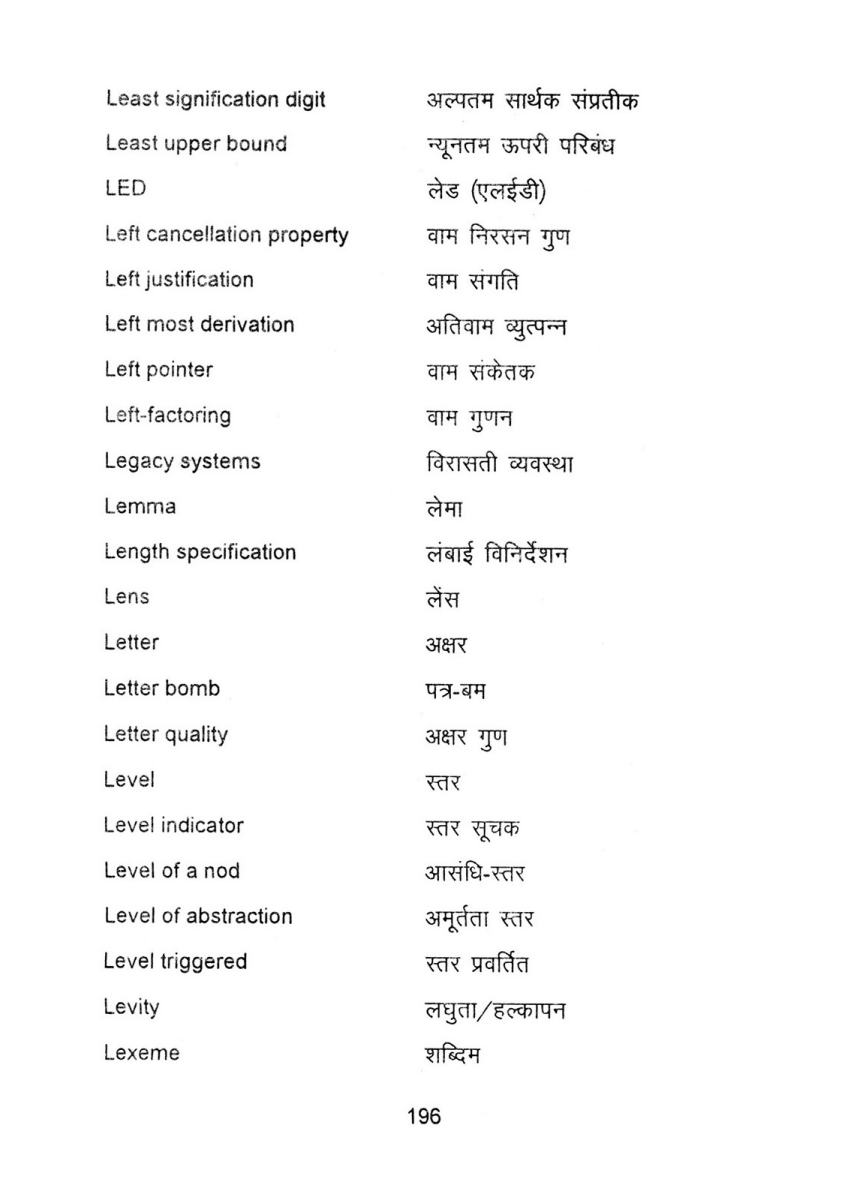 Least signification digit अल्पतम सार्थक संप्रतीक
Least upper bound न्यूनतम ऊपरी परिबंध
LED लेड (एलईडी)
Left cancellation property वाम निरसन गुण
Left justification वाम संगति
Left most derivation अतिवाम व्युत्पन्न
Left pointer वाम संकेतक
Left-factoring वाम गुणन
Legacy systems विरासती व्यवस्था
Lemma लेमा
Length specification लंबाई विनिर्देशन
Lens लेंस
Letter अक्षर
Letter bomb पत्र-बम
Letter quality अक्षर गुण
Level स्तर
Level indicator स्तर सूचक
Level of a nod आसंधि-स्तर
Level of abstraction अमूर्तता स्तर
Level triggered स्तर प्रवर्तित
Levity लघुता/हल्कापन
Lexeme शब्दिम
196